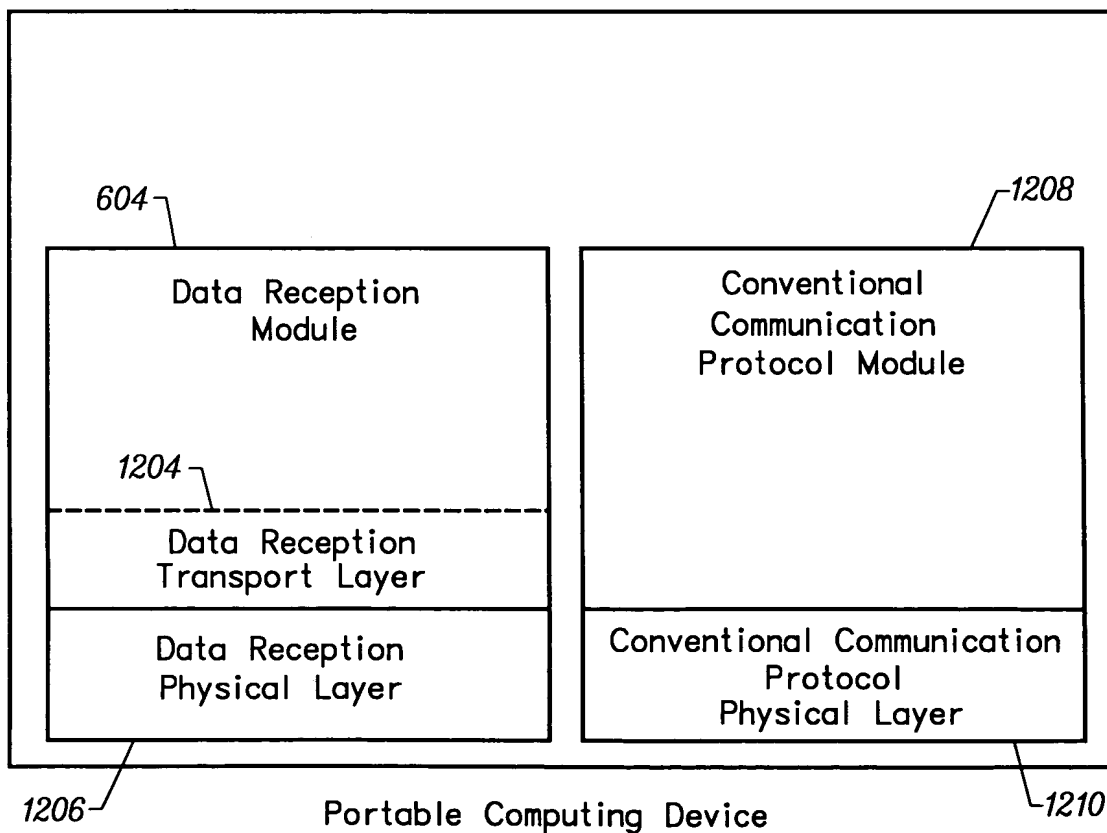 604
1208
Data Reception
Module
Conventional
Communication
Protocol Module
1204
Data Reception
Transport Layer
Data Reception
Physical Layer
Conventional Communication
Protocol
Physical Layer
1206
Portable Computing Device
1210